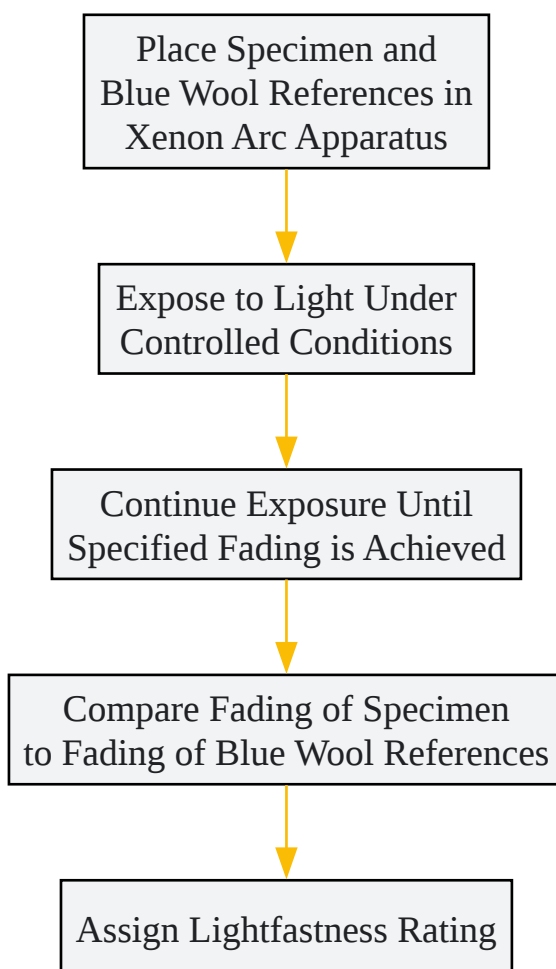 Place Specimen and
Blue Wool References in
Xenon Arc Apparatus
Expose to Light Under
Controlled Conditions
Continue Exposure Until
Specified Fading is Achieved
Compare Fading of Specimen
to Fading of Blue Wool References
Assign Lightfastness Rating